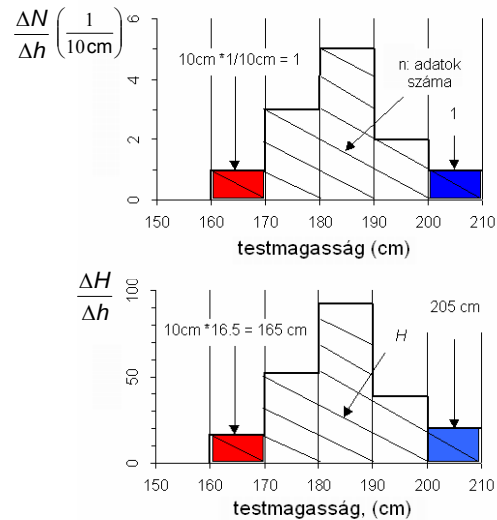 ΔN/Δh (1/10cm)
10cm *1/10cm = 1
n: adatok
száma
1
0 2 4 6
150 160 170 180 190 200 210
testmagasság (cm)
ΔH/Δh
10cm *16.5 = 165 cm
205 cm
H
0 50 100
150 160 170 180 190 200 210
testmagasság, (cm)